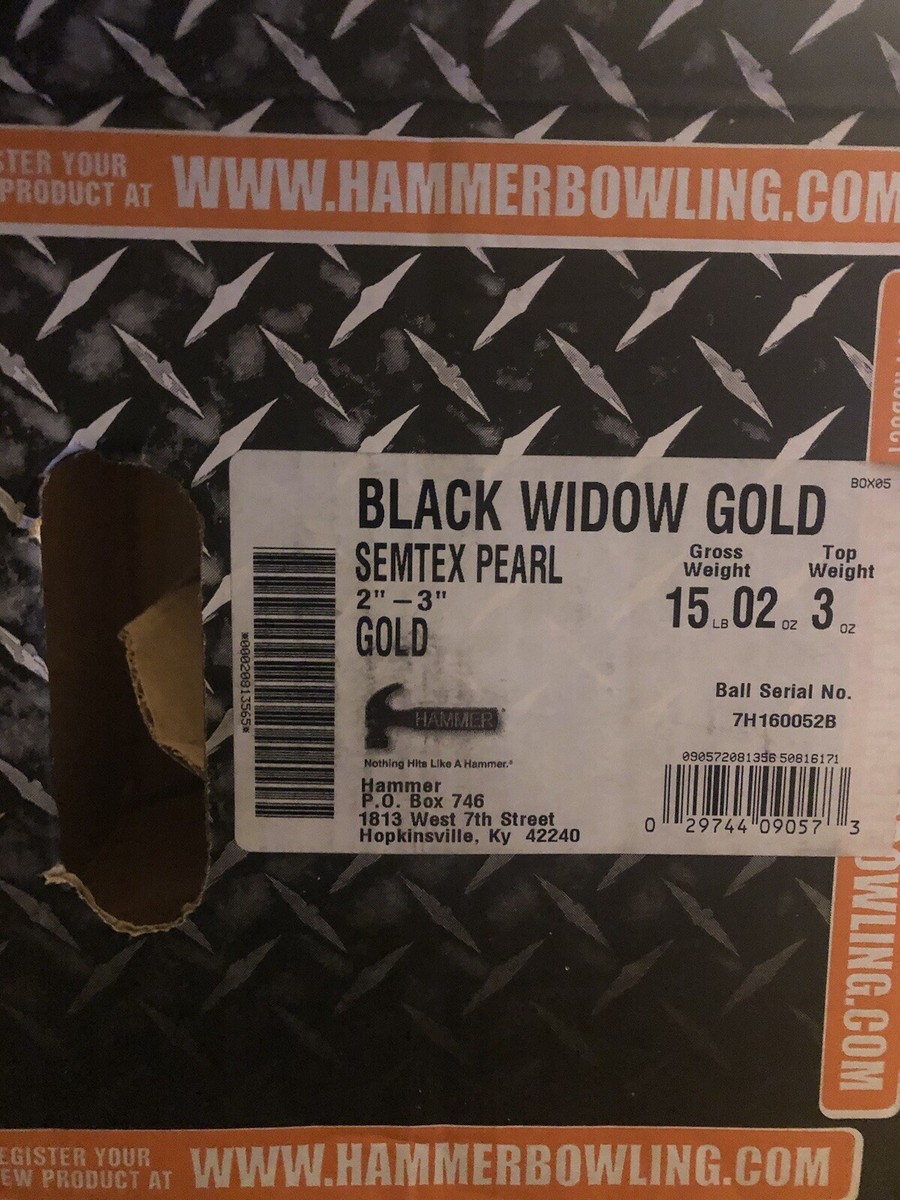 STER YOUR
PRODUCT AT
WWW.HAMMERBOWLING.COM
BOX05
BLACK WIDOW GOLD
SEMTEX PEARL
2" – 3"
GOLD
Gross
Weight
Top
Weight
15 LB 02 OZ 3 OZ
*0002081356S*
Ball Serial No.
7H160052B
HAMMER
Nothing Hits Like A Hammer.®
Hammer
P.O. Box 746
1813 West 7th Street
Hopkinsville, Ky 42240
090572081356 50816171
0 29744 09057 3
OWLING.COM
EGISTER YOUR
EW PRODUCT AT
WWW.HAMMERBOWLING.COM